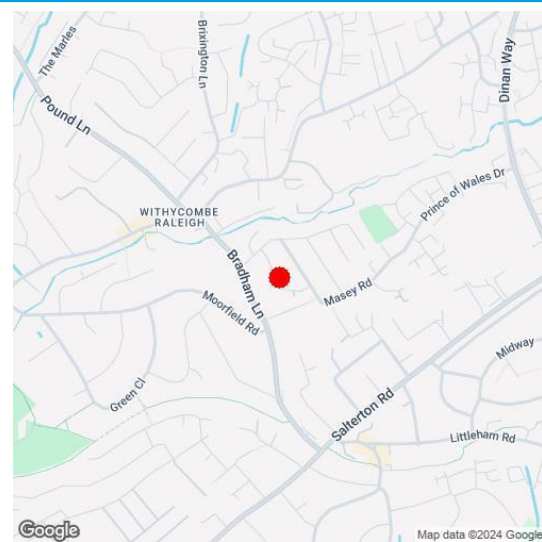 The Marles
Brixington Ln
Dinan Way
Pound Ln
Prince of Wales Dr
WITHYCOMBE
RALEIGH
Bradham Ln
Masey Rd
Moorfield Rd
Midway
Green Cl
Salterton Rd
Littleham Rd
Google
Map data ©2024 Google